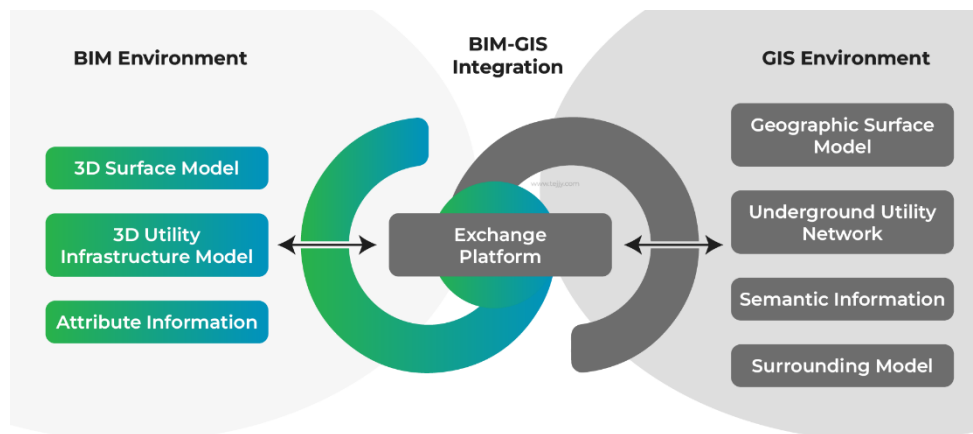 BIM Environment
BIM-GIS
Integration
GIS Environment
3D Surface Model
3D Utility
Infrastructure Model
Attribute Information
Exchange
Platform
Geographic Surface
Model
Underground Utility
Network
Semantic Information
Surrounding Model